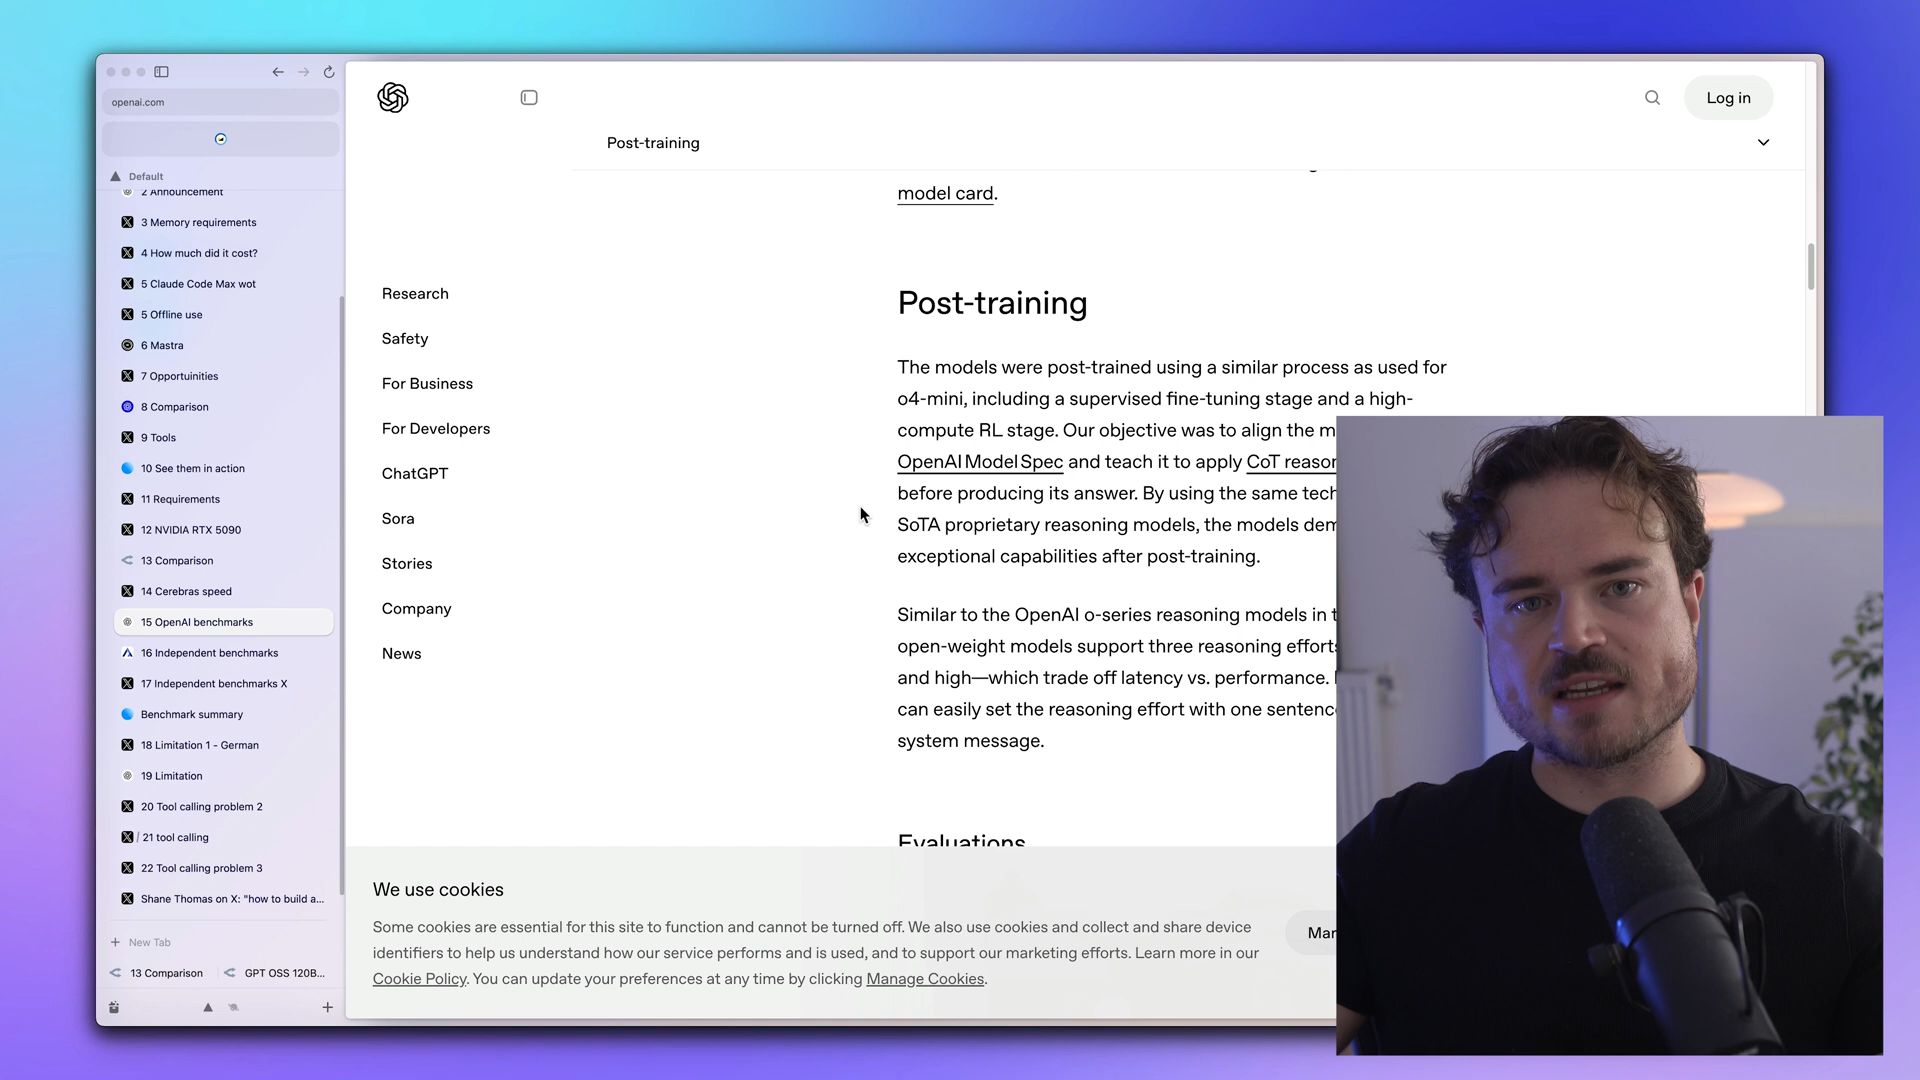 openai.com
Default
2 Announcement
3 Memory requirements
4 How much did it cost?
5 Claude Code Max wot
5 Offline use
6 Mastra
7 Opportuinities
8 Comparison
9 Tools
10 See them in action
11 Requirements
12 NVIDIA RTX 5090
13 Comparison
14 Cerebras speed
15 OpenAI benchmarks
16 Independent benchmarks
17 Independent benchmarks X
Benchmark summary
18 Limitation 1 - German
19 Limitation
20 Tool calling problem 2
/ 21 tool calling
22 Tool calling problem 3
Shane Thomas on X: "how to build a...
New Tab
13 Comparison
GPT OSS 120B...
Log in
Post-training
Research
Safety
For Business
For Developers
ChatGPT
Sora
Stories
Company
News
model card.
Post-training
The models were post-trained using a similar process as used for
o4-mini, including a supervised fine-tuning stage and a high-
compute RL stage. Our objective was to align the m
OpenAI Model Spec and teach it to apply CoT reason
before producing its answer. By using the same tech
SoTA proprietary reasoning models, the models dem
exceptional capabilities after post-training.
Similar to the OpenAI o-series reasoning models in t
open-weight models support three reasoning efforts
and high—which trade off latency vs. performance.
can easily set the reasoning effort with one sentenc
system message.
Evaluations
We use cookies
Some cookies are essential for this site to function and cannot be turned off. We also use cookies and collect and share device
identifiers to help us understand how our service performs and is used, and to support our marketing efforts. Learn more in our
Cookie Policy. You can update your preferences at any time by clicking Manage Cookies.
Man